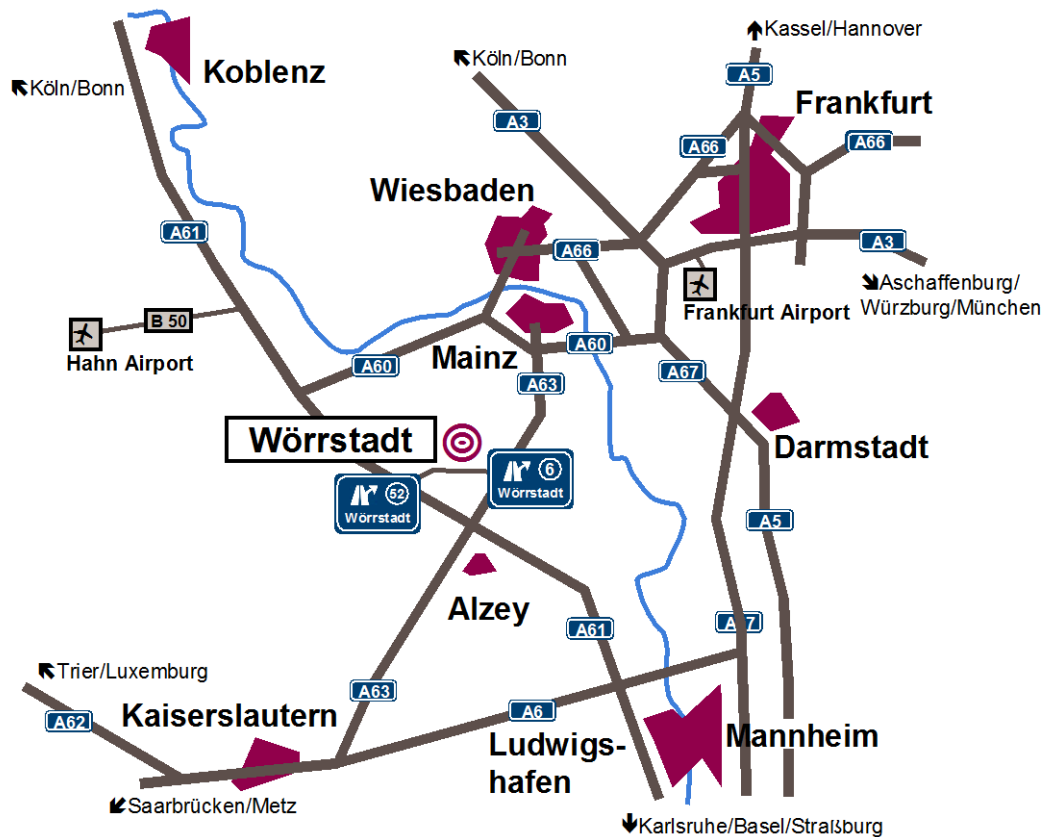 Kassel/Hannover
Köln/Bonn
Koblenz
Köln/Bonn
A5
Frankfurt
A3
A66
A66
Wiesbaden
A61
A66
A3
Aschaffenburg/
Würzburg/München
Frankfurt Airport
B 50
Hahn Airport
Mainz
A60
A60
A63
A67
Wörrstadt
Darmstadt
6
Wörrstadt
52
Wörrstadt
A5
Alzey
A61
Trier/Luxemburg
A62
Kaiserslautern
A63
A6
Ludwigs-
hafen
Mannheim
Saarbrücken/Metz
Karlsruhe/Basel/Straßburg